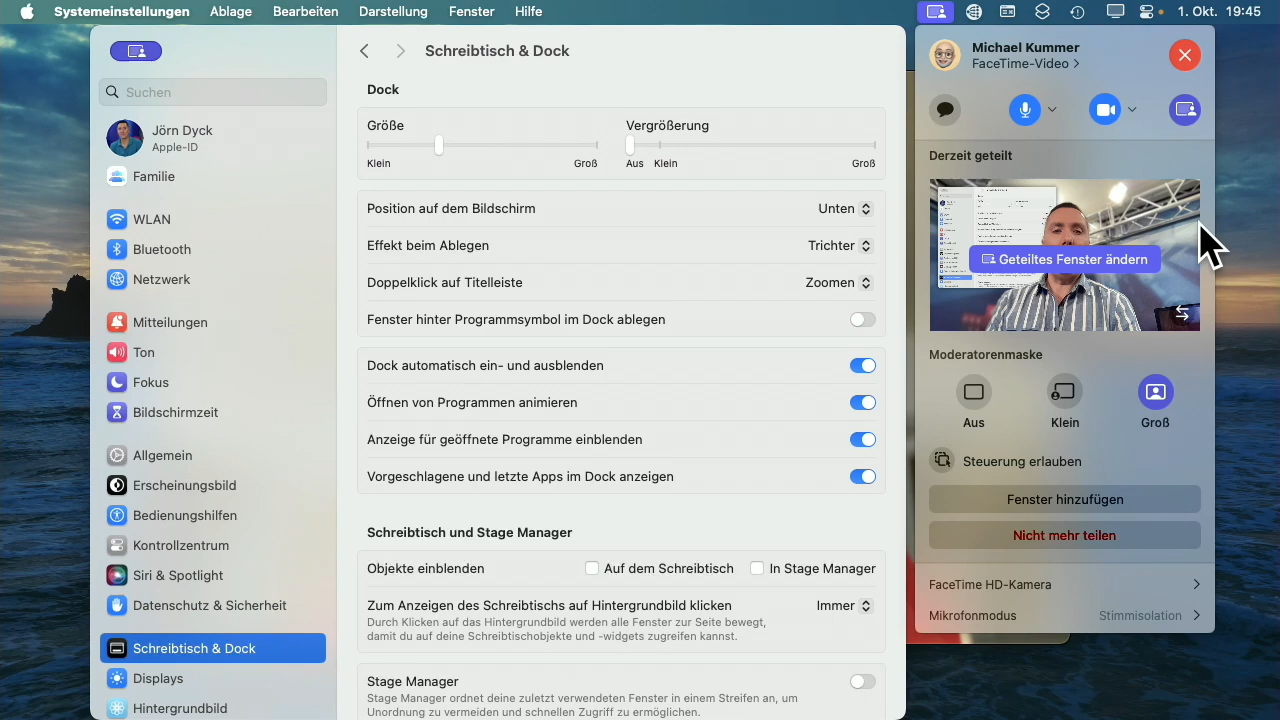 Systemeinstellungen Ablage Bearbeiten Darstellung Fenster Hilfe
1. Okt. 19:45
Suchen
Jörn Dyck
Apple-ID
Familie
WLAN
Bluetooth
Netzwerk
Mitteilungen
Ton
Fokus
Bildschirmzeit
Allgemein
Erscheinungsbild
Bedienungshilfen
Kontrollzentrum
Siri & Spotlight
Datenschutz & Sicherheit
Schreibtisch & Dock
Displays
Hintergrundbild
Schreibtisch & Dock
Dock
Größe Vergrößerung
Klein Groß Aus Klein Groß
Position auf dem Bildschirm Unten
Effekt beim Ablegen Trichter
Doppelklick auf Titelleiste Zoomen
Fenster hinter Programmsymbol im Dock ablegen
Dock automatisch ein- und ausblenden
Öffnen von Programmen animieren
Anzeige für geöffnete Programme einblenden
Vorgeschlagene und letzte Apps im Dock anzeigen
Schreibtisch und Stage Manager
Objekte einblenden Auf dem Schreibtisch In Stage Manager
Zum Anzeigen des Schreibtischs auf Hintergrundbild klicken Immer
Durch Klicken auf das Hintergrundbild werden alle Fenster zur Seite bewegt,
damit du auf deine Schreibtischobjekte und -widgets zugreifen kannst.
Stage Manager
Stage Manager ordnet deine zuletzt verwendeten Fenster in einem Streifen an, um
Unordnung zu vermeiden und schnellen Zugriff zu ermöglichen.
Michael Kummer
FaceTime-Video
Derzeit geteilt
Geteiltes Fenster ändern
Moderatorenmaske
Aus Klein Groß
Steuerung erlauben
Fenster hinzufügen
Nicht mehr teilen
FaceTime HD-Kamera
Mikrofonmodus Stimmisolation